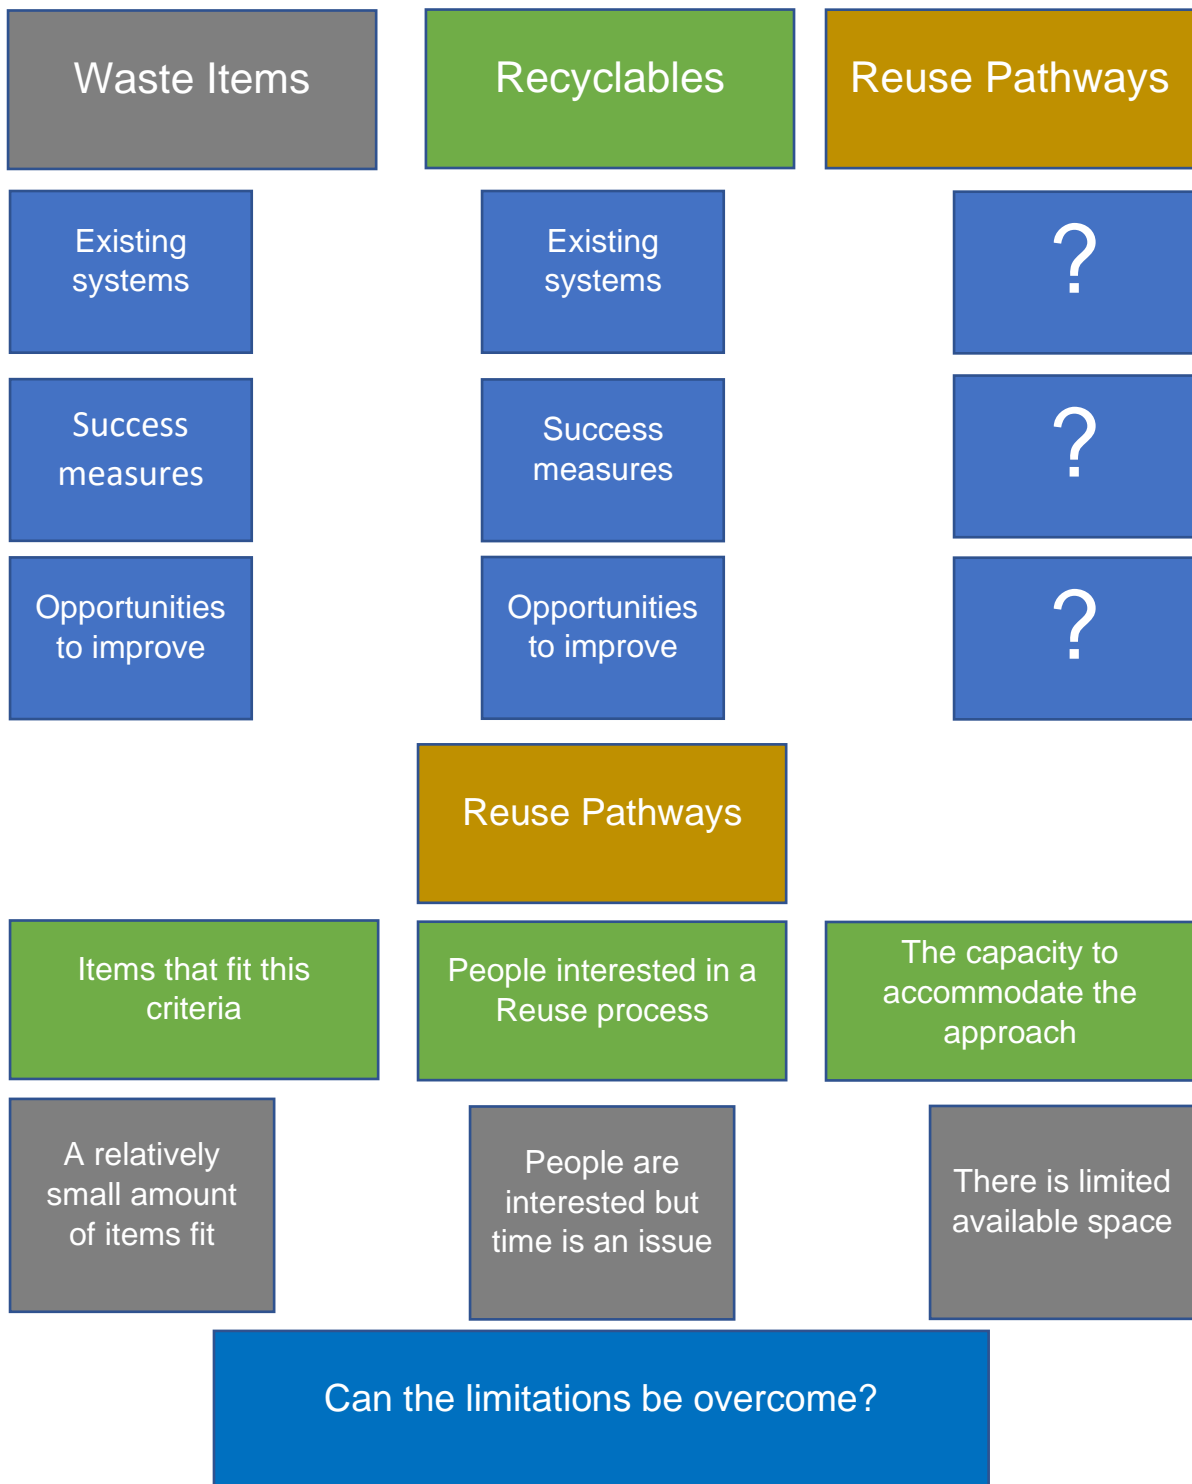 Waste Items
Recyclables
Reuse Pathways
Existing
systems
Existing
systems
?
Success
measures
Success
measures
?
Opportunities
to improve
Opportunities
to improve
?
Reuse Pathways
Items that fit this
criteria
People interested in a
Reuse process
The capacity to
accommodate the
approach
A relatively
small amount
of items fit
People are
interested but
time is an issue
There is limited
available space
Can the limitations be overcome?